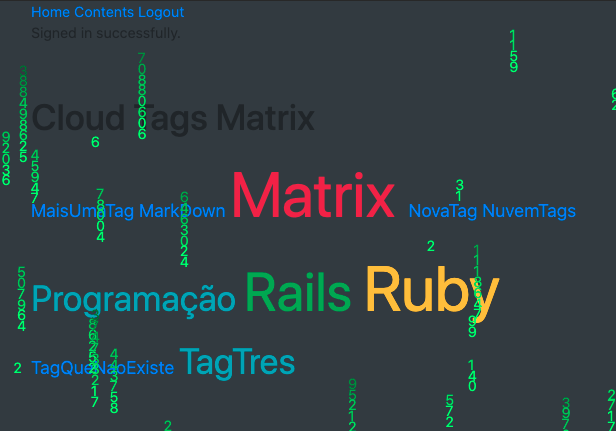 Home Contents Logout
Signed in successfully.
Cloud Tags Matrix
MaisUmaTag MarkDown Matrix NovaTag NuvemTags
Programação Rails Ruby
TagQueNaoExiste TagTres